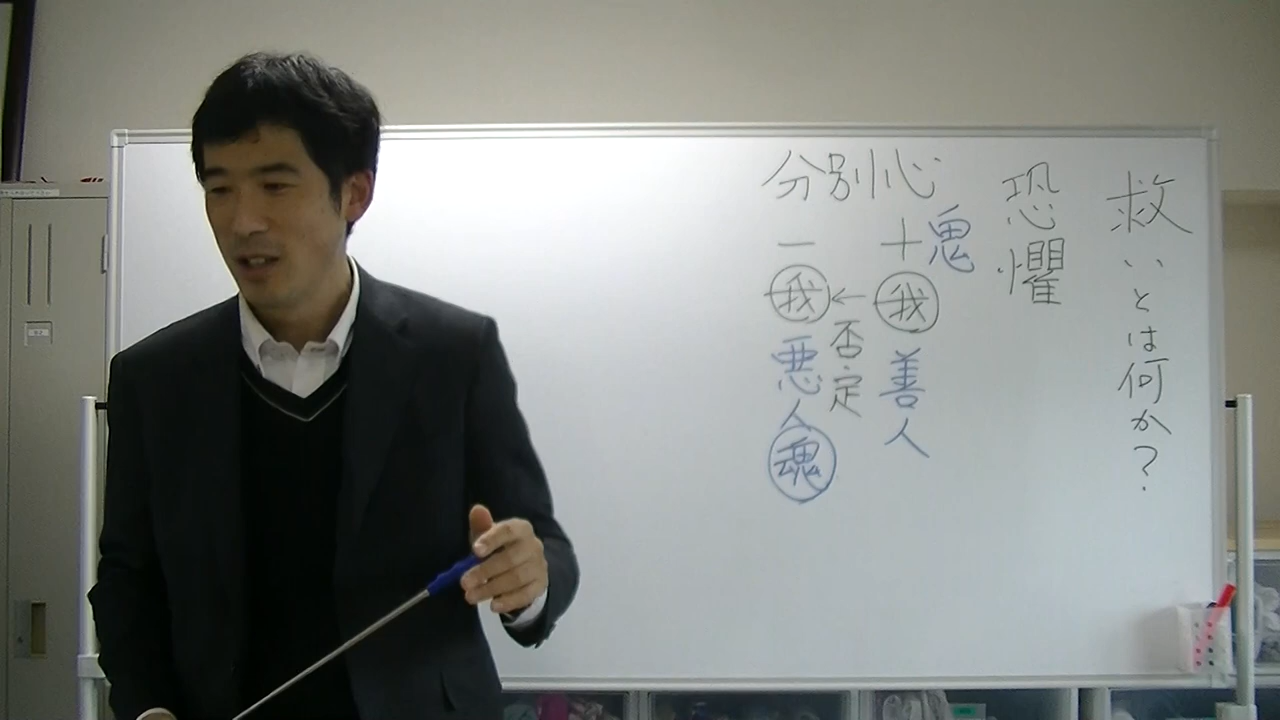 救いとは何か？
恐懼
分別心
＋我善人
鬼
←否定
－我悪人
魂